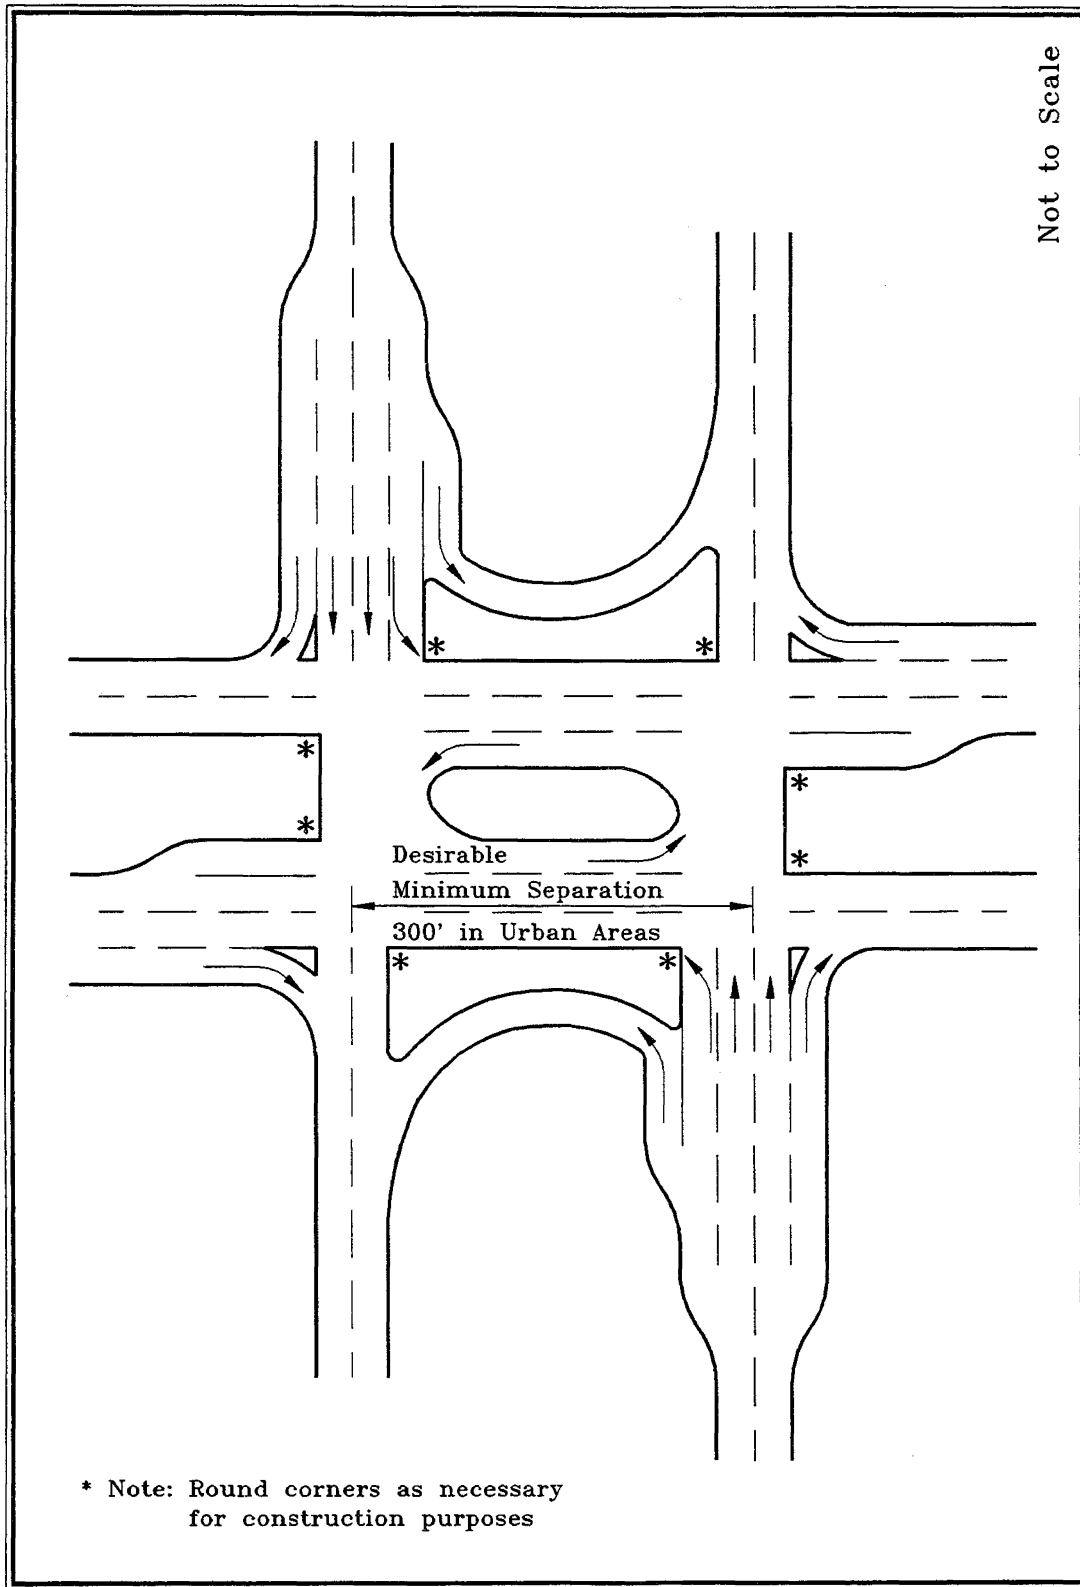 Not to Scale
*
*
*
*
*
*
Desirable
*
Minimum Separation
300' in Urban Areas
*
*
* Note: Round corners as necessary
for construction purposes